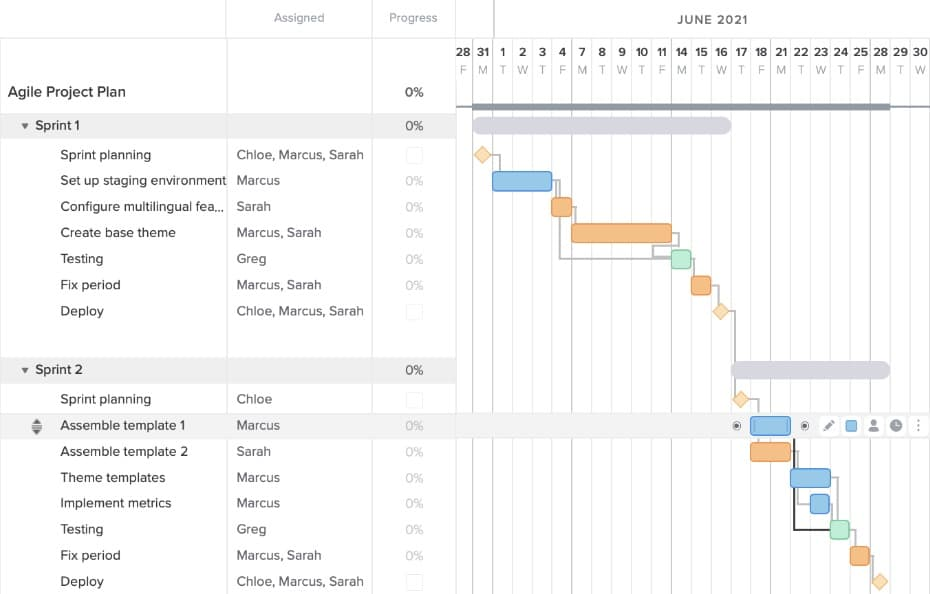 Assigned Progress JUNE 2021
28 31 1 2 3 4 7 8 9 10 11 14 15 16 17 18 21 22 23 24 25 28 29 30
F M T W T F M T W T F M T W T F M T W T F M T W
Agile Project Plan 0%
Sprint 1 0%
Sprint planning Chloe, Marcus, Sarah
Set up staging environment Marcus 0%
Configure multilingual fea... Sarah 0%
Create base theme Marcus, Sarah 0%
Testing Greg 0%
Fix period Marcus, Sarah 0%
Deploy Chloe, Marcus, Sarah
Sprint 2 0%
Sprint planning Chloe
Assemble template 1 Marcus 0%
Assemble template 2 Sarah 0%
Theme templates Marcus 0%
Implement metrics Marcus 0%
Testing Greg 0%
Fix period Marcus, Sarah 0%
Deploy Chloe, Marcus, Sarah